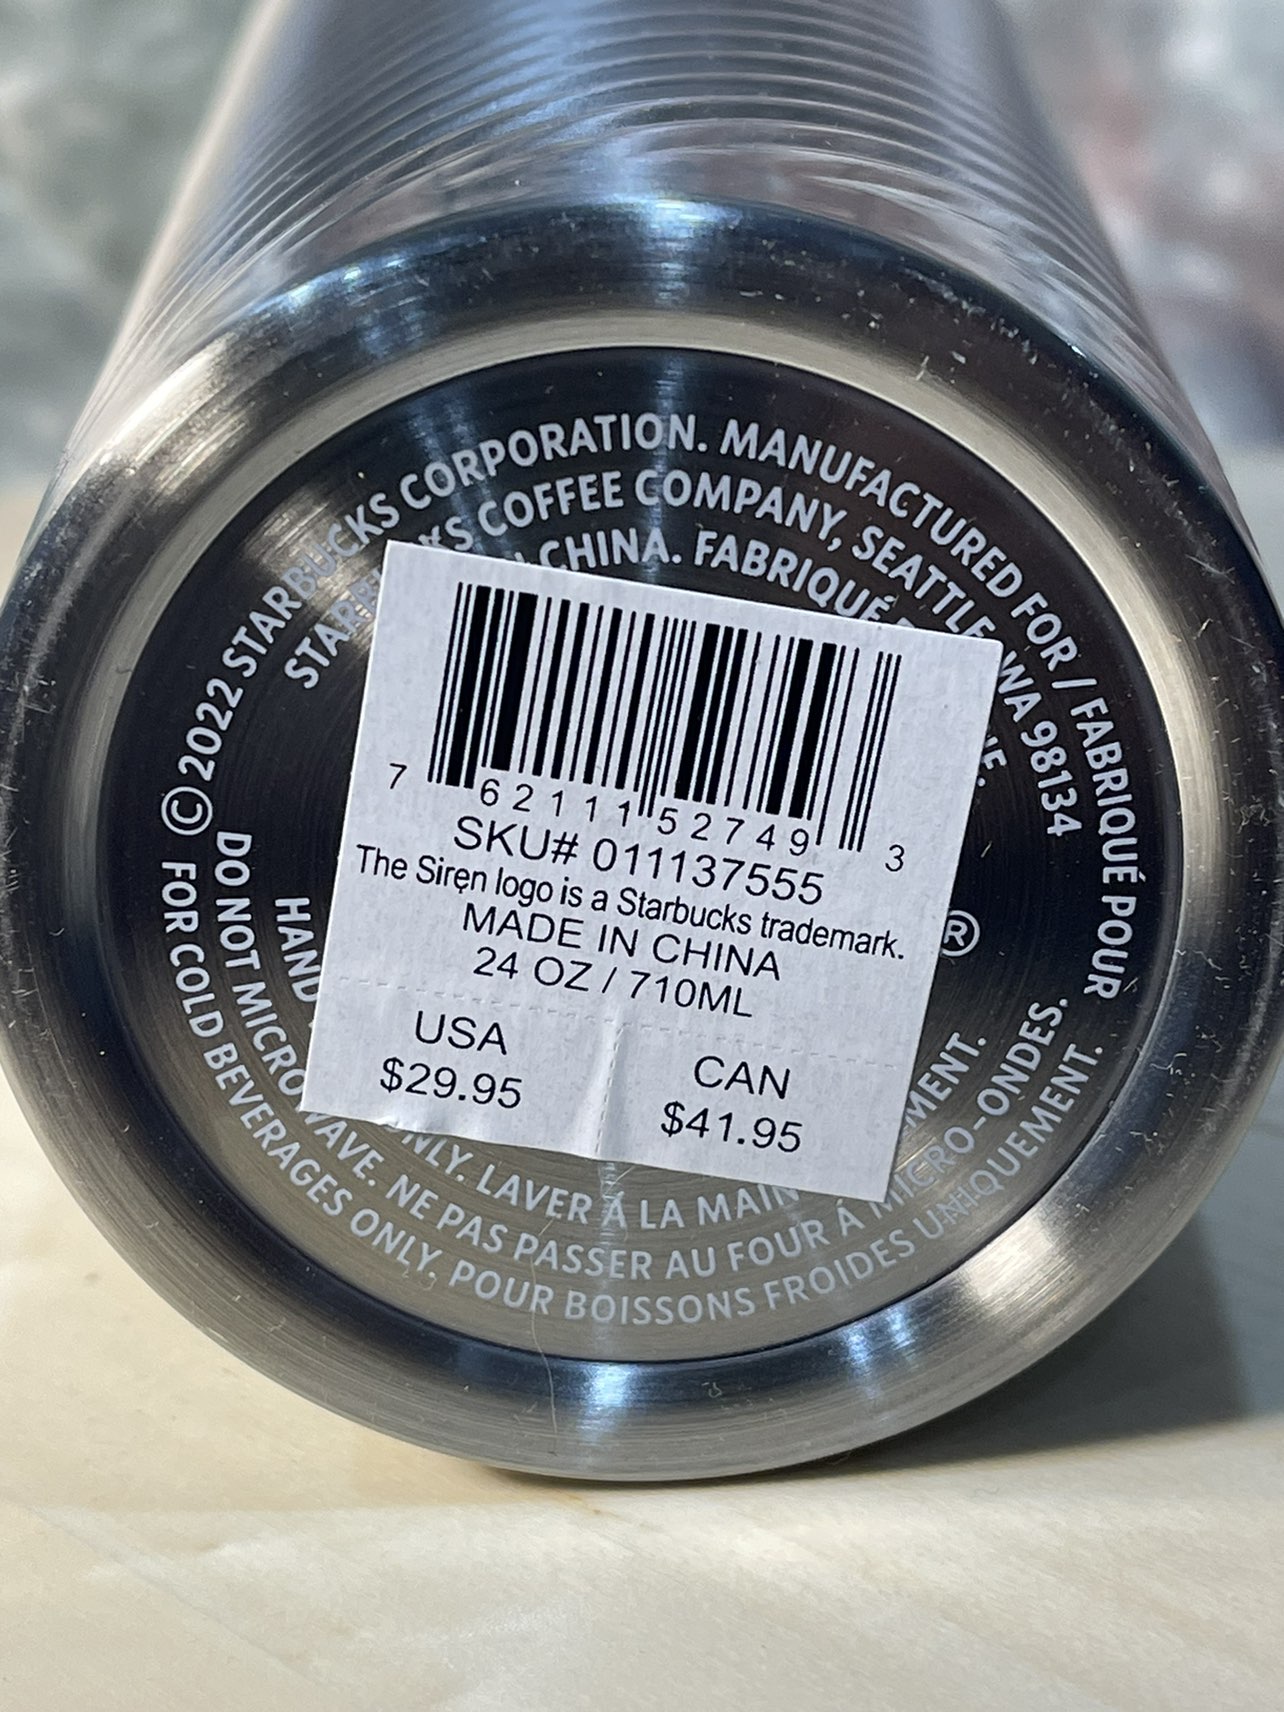 © 2022 STARBUCKS CORPORATION. MANUFACTURED FOR / FABRIQUÉ POUR
STARBUCKS COFFEE COMPANY, SEATTLE, WA 98134
CHINA. FABRIQUÉ
7 62111 52749 3
SKU# 011137555
The Siren logo is a Starbucks trademark.
MADE IN CHINA
24 OZ / 710ML
USA
$29.95
CAN
$41.95
®
HAND ONLY. LAVER À LA MAIN
DO NOT MICROWAVE. NE PAS PASSER AU FOUR À MICRO-ONDES.
FOR COLD BEVERAGES ONLY. POUR BOISSONS FROIDES UNIQUEMENT.